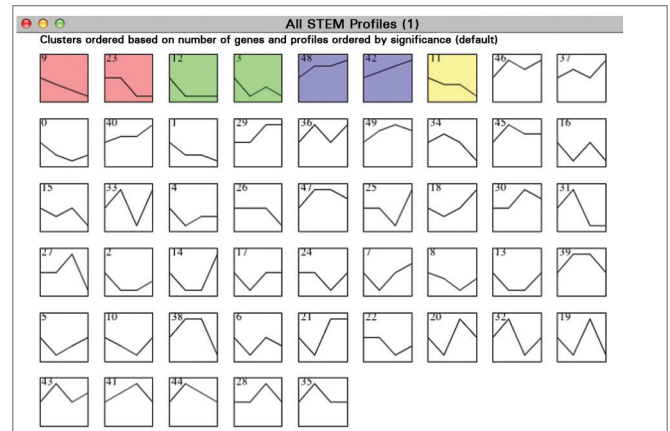 All STEM Profiles (1)
Clusters ordered based on number of genes and profiles ordered by significance (default)
9 23 12 3 48 42 11 46 37
0 40 1 29 36 49 34 45 16
15 33 4 26 47 25 18 30 31
27 2 14 17 24 7 8 13 39
5 10 38 6 21 22 20 32 19
43 41 44 28 35